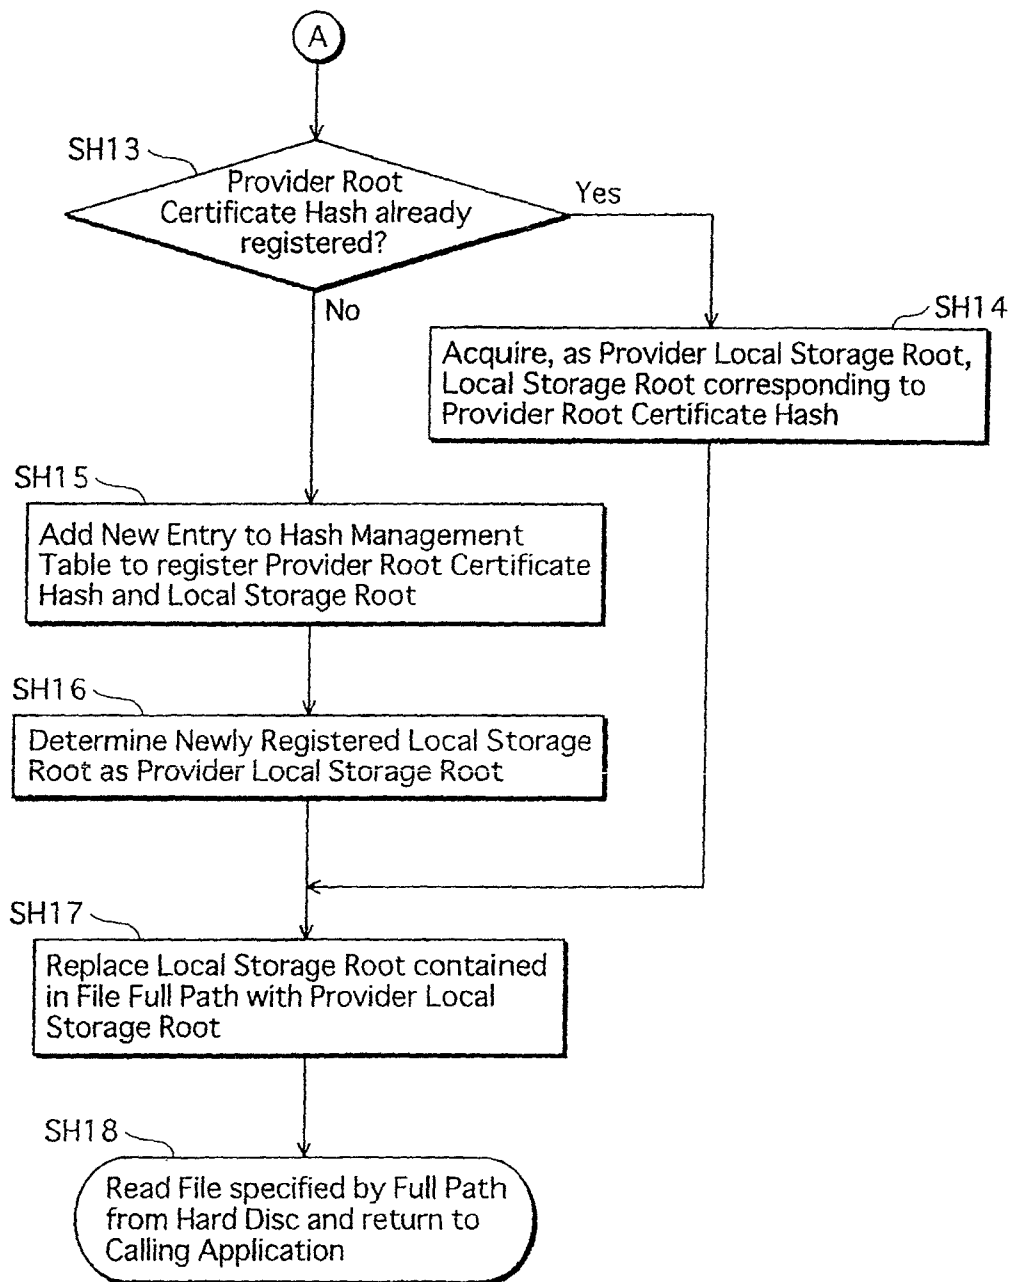 A
SH13
Provider Root
Certificate Hash already
registered?
Yes
No
SH14
Acquire, as Provider Local Storage Root,
Local Storage Root corresponding to
Provider Root Certificate Hash
SH15
Add New Entry to Hash Management
Table to register Provider Root Certificate
Hash and Local Storage Root
SH16
Determine Newly Registered Local Storage
Root as Provider Local Storage Root
SH17
Replace Local Storage Root contained
in File Full Path with Provider Local
Storage Root
SH18
Read File specified by Full Path
from Hard Disc and return to
Calling Application